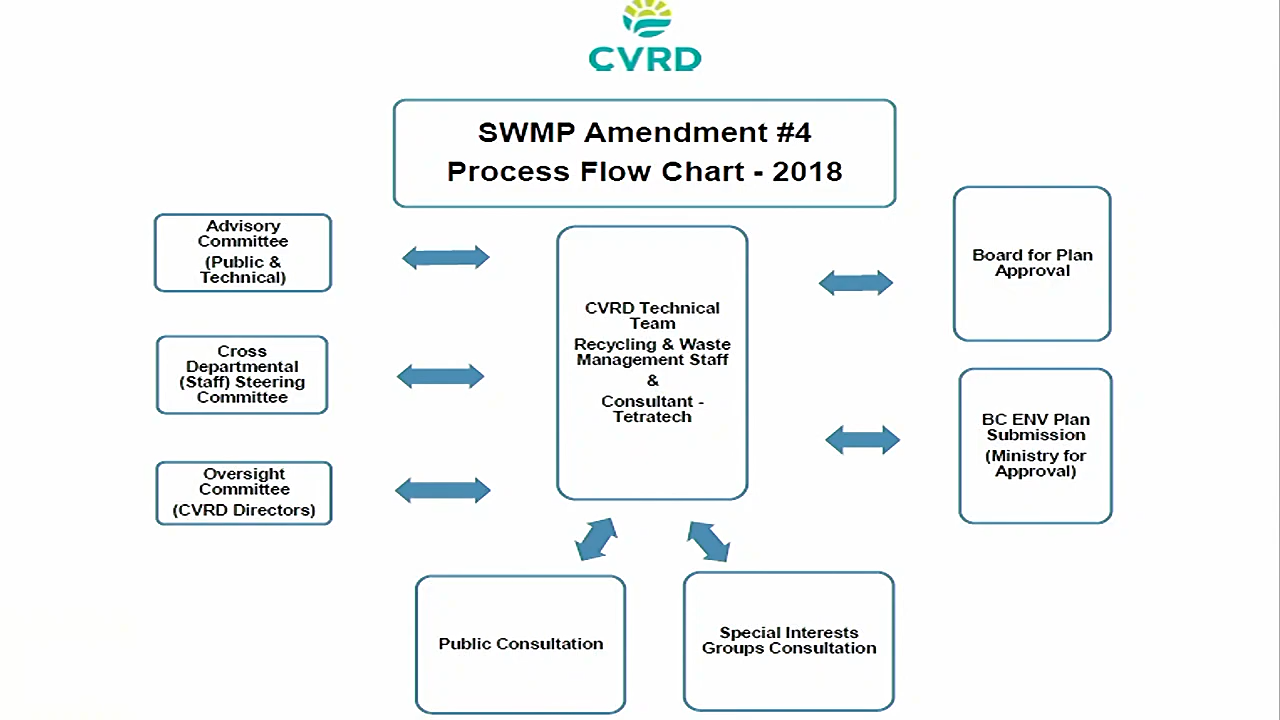 CVRD
SWMP Amendment #4
Process Flow Chart - 2018
Advisory
Committee
(Public &
Technical)
Cross
Departmental
(Staff) Steering
Committee
Oversight
Committee
(CVRD Directors)
CVRD Technical
Team
Recycling & Waste
Management Staff
&
Consultant -
Tetratech
Board for Plan
Approval
BC ENV Plan
Submission
(Ministry for
Approval)
Public Consultation
Special Interests
Groups Consultation